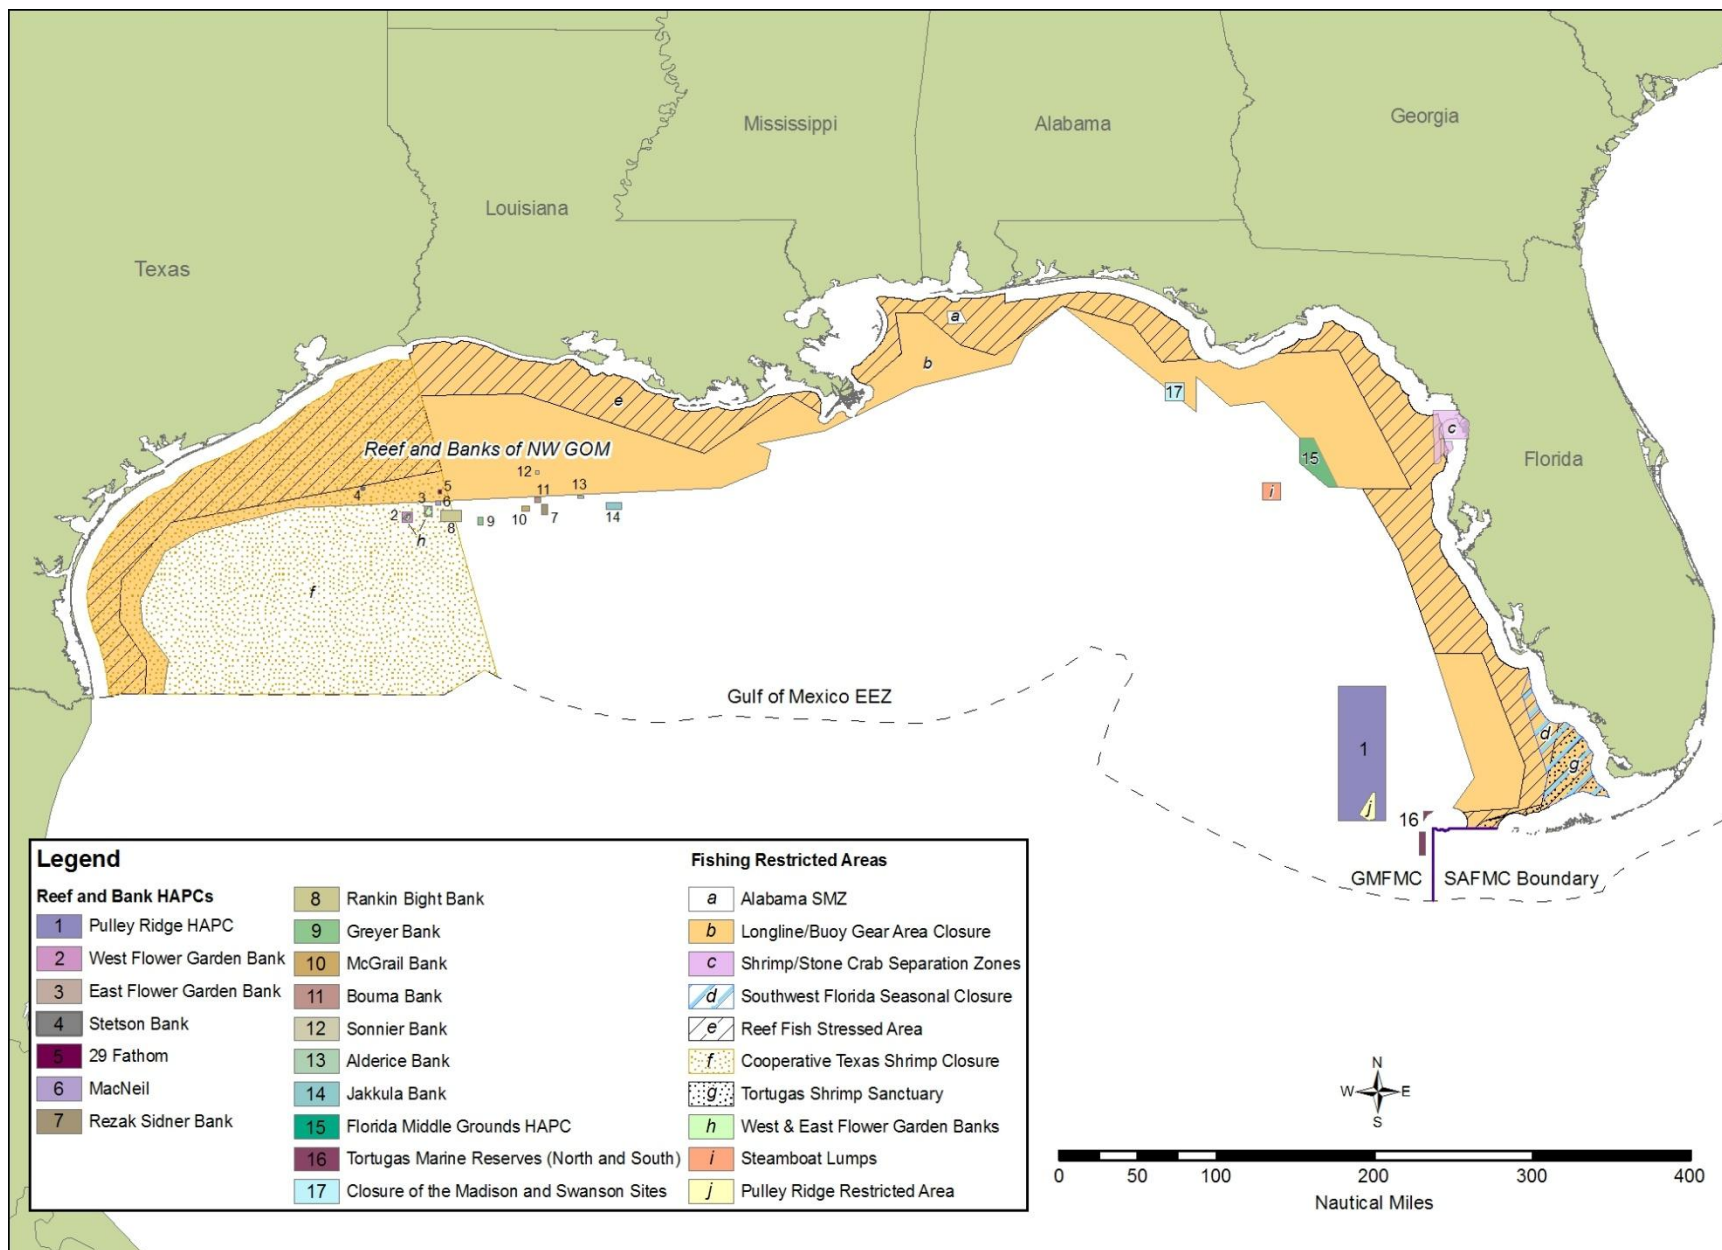 Mississippi
Alabama
Georgia
Louisiana
Texas
Florida
a
b
17
e
c
Reef and Banks of NW GOM
15
12
4
5
3
6
11
13
i
2
8
9
10
7
14
h
f
Gulf of Mexico EEZ
d
1
g
j
16
GMFMC
SAFMC Boundary
Legend
Reef and Bank HAPCs
1 Pulley Ridge HAPC
2 West Flower Garden Bank
3 East Flower Garden Bank
4 Stetson Bank
5 29 Fathom
6 MacNeil
7 Rezak Sidner Bank
8 Rankin Bight Bank
9 Greyer Bank
10 McGrail Bank
11 Bouma Bank
12 Sonnier Bank
13 Alderice Bank
14 Jakkula Bank
15 Florida Middle Grounds HAPC
16 Tortugas Marine Reserves (North and South)
17 Closure of the Madison and Swanson Sites
Fishing Restricted Areas
a Alabama SMZ
b Longline/Buoy Gear Area Closure
c Shrimp/Stone Crab Separation Zones
d Southwest Florida Seasonal Closure
e Reef Fish Stressed Area
f Cooperative Texas Shrimp Closure
g Tortugas Shrimp Sanctuary
h West & East Flower Garden Banks
i Steamboat Lumps
j Pulley Ridge Restricted Area
N
W E
S
0 50 100 200 300 400
Nautical Miles